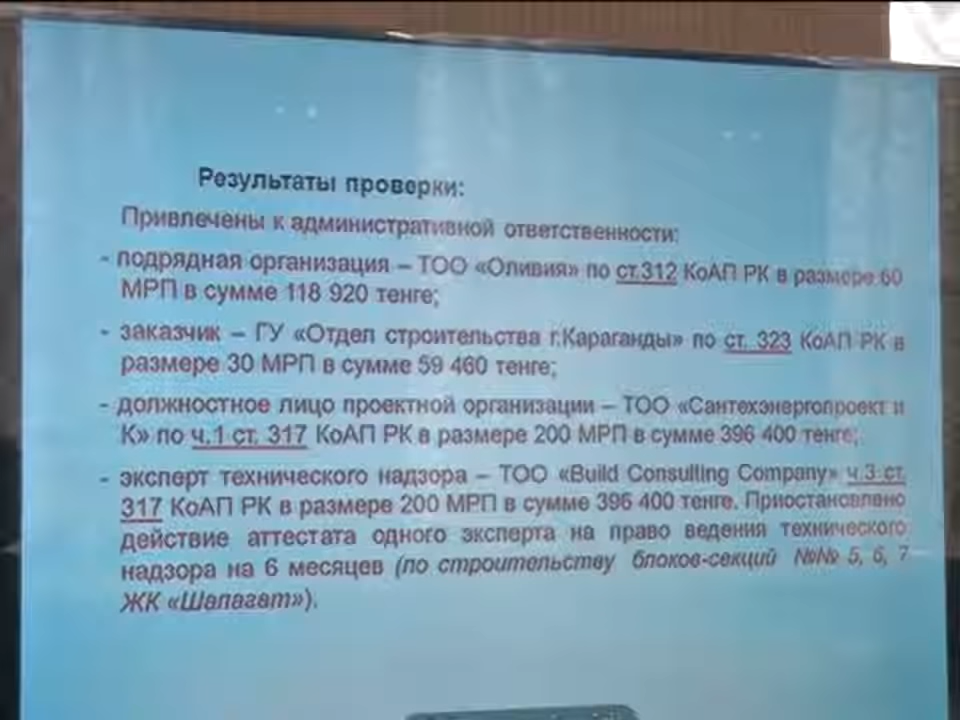 Результаты проверки:
Привлечены к административной ответственности:
- подрядная организация – ТОО «Оливия» по ст.312 КоАП РК в размере 60
МРП в сумме 118 920 тенге;
- заказчик – ГУ «Отдел строительства г.Караганды» по ст. 323 КоАП РК в
размере 30 МРП в сумме 59 460 тенге;
- должностное лицо проектной организации – ТОО «Сантехэнергопроект и
К» по ч.1 ст. 317 КоАП РК в размере 200 МРП в сумме 396 400 тенге;
- эксперт технического надзора – ТОО «Build Consulting Company» ч.3 ст.
317 КоАП РК в размере 200 МРП в сумме 396 400 тенге. Приостановлено
действие аттестата одного эксперта на право ведения технического
надзора на 6 месяцев (по строительству блоков-секций №№ 5, 6, 7
ЖК «Шапагат»).